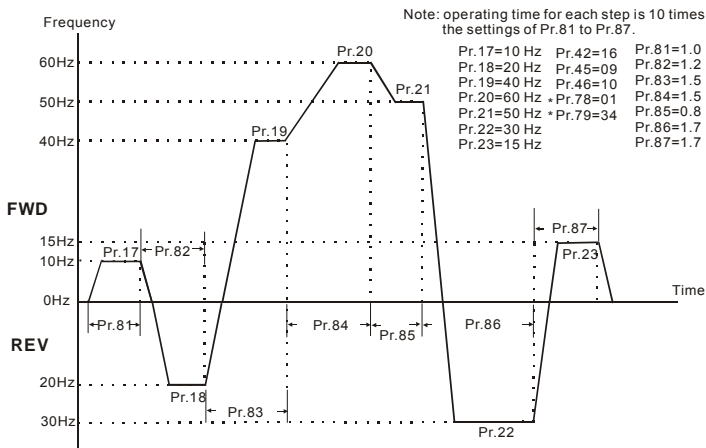 Note: operating time for each step is 10 times
the settings of Pr.81 to Pr.87.
Frequency
Pr.17=10 Hz Pr.42=16 Pr.81=1.0
Pr.18=20 Hz Pr.45=09 Pr.82=1.2
Pr.19=40 Hz Pr.46=10 Pr.83=1.5
Pr.20=60 Hz *Pr.78=01 Pr.84=1.5
Pr.21=50 Hz *Pr.79=34 Pr.85=0.8
Pr.22=30 Hz Pr.86=1.7
Pr.23=15 Hz Pr.87=1.7
Pr.20
60Hz
Pr.21
50Hz
Pr.19
40Hz
FWD
Pr.87
15Hz
Pr.17
Pr.82
Pr.23
10Hz
Time
0Hz
Pr.81
Pr.84
Pr.85
Pr.86
REV
20Hz
Pr.18
Pr.83
30Hz
Pr.22